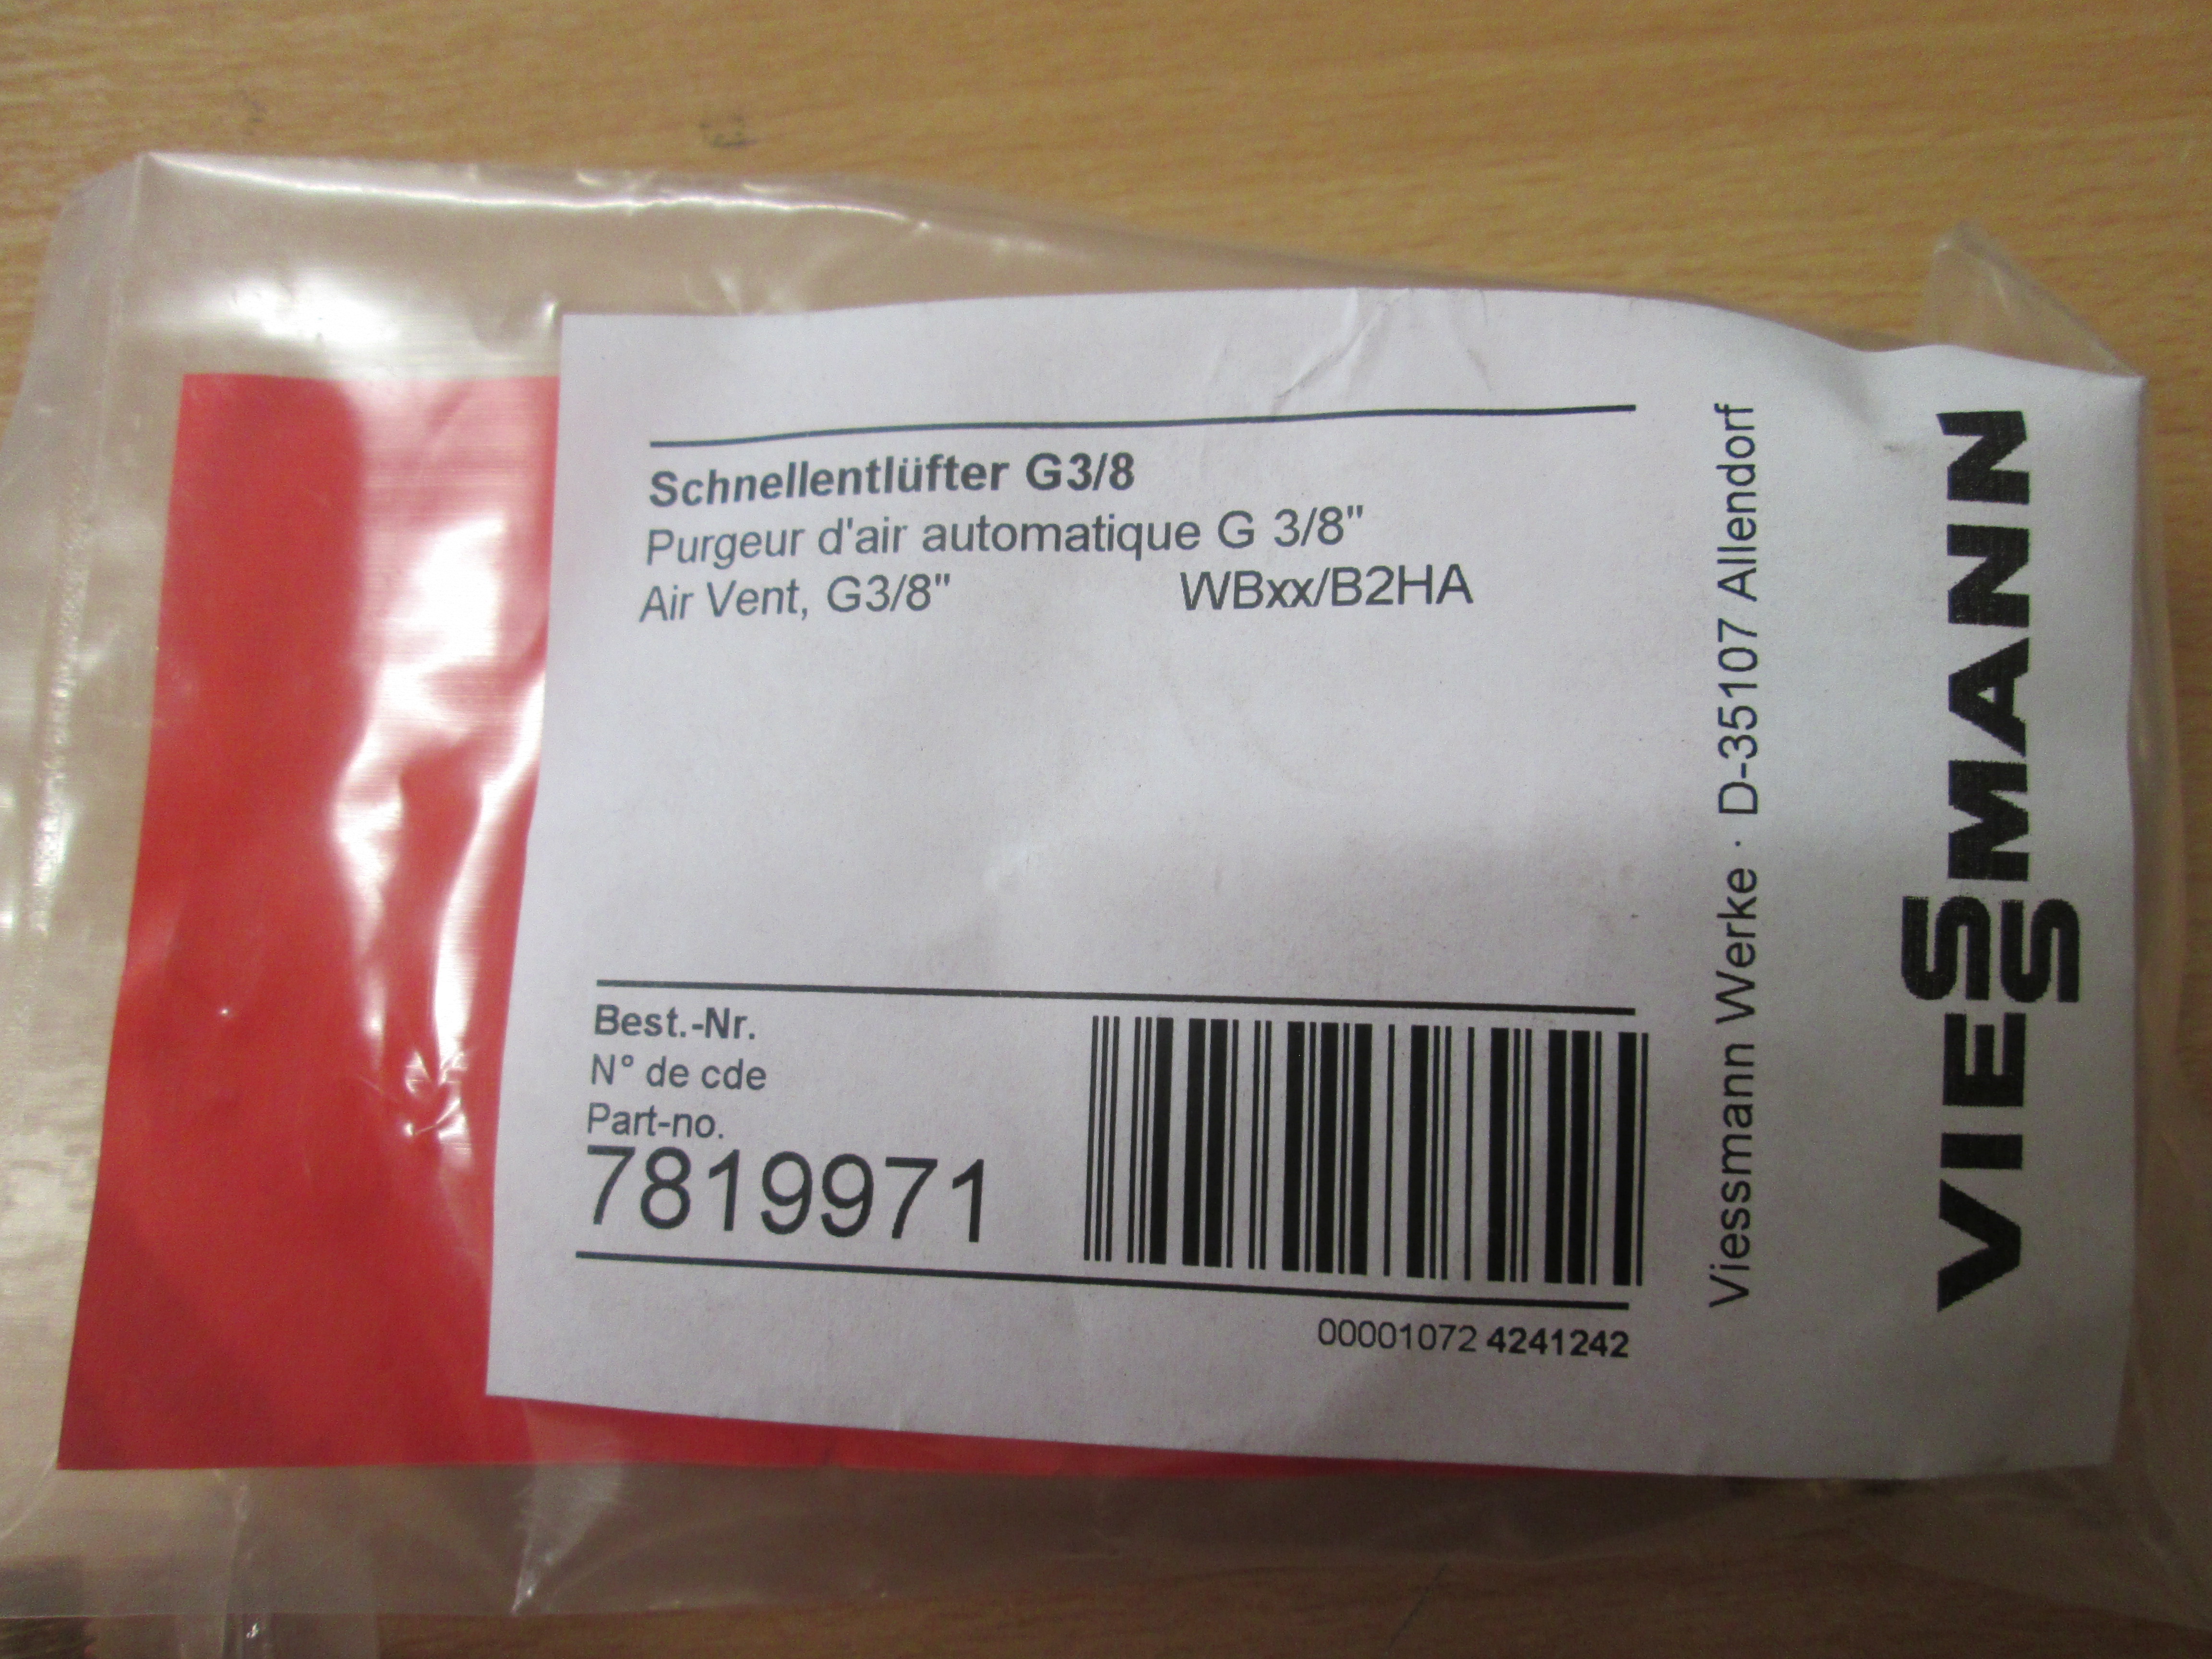 Schnellentlüfter G3/8
Purgeur d'air automatique G 3/8"
Air Vent, G3/8" WBxx/B2HA
Best.-Nr.
N° de cde
Part-no.
7819971
00001072 4241242
Viessmann Werke · D-35107 Allendorf
VIESSMANN